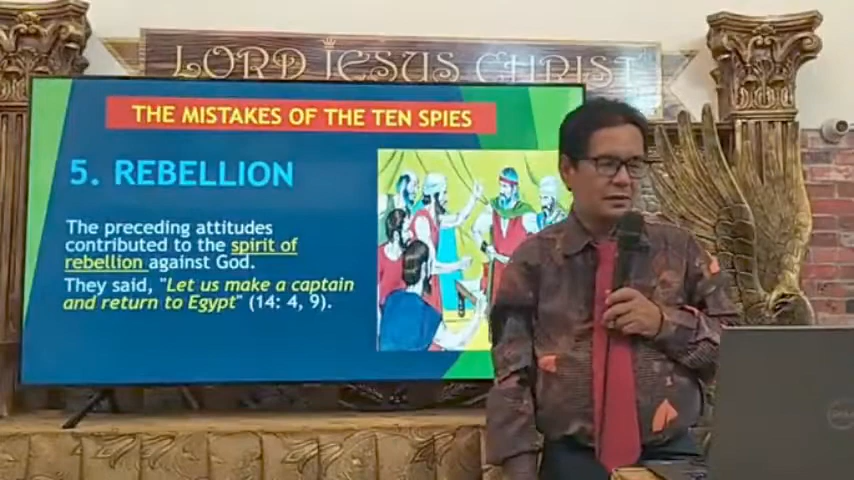 LORD JESUS CHRIST
THE MISTAKES OF THE TEN SPIES
5. REBELLION
The preceding attitudes
contributed to the spirit of
rebellion against God.
They said, "Let us make a captain
and return to Egypt" (14: 4, 9).
DELL